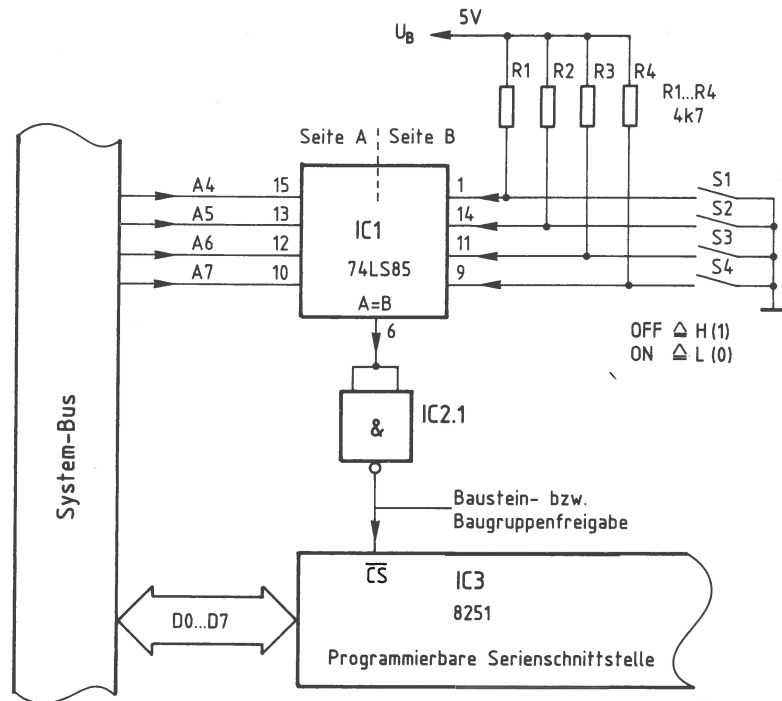 U_B 5V
R1 R2 R3 R4
R1...R4
4k7
Seite A Seite B
A4 15
A5 13
A6 12
A7 10
IC1
74LS85
A=B
6
1
14
11
9
S1
S2
S3
S4
OFF ≙ H (1)
ON ≙ L (0)
&
IC2.1
Baustein- bzw.
Baugruppenfreigabe
System-Bus
D0...D7
C̅S̅
IC3
8251
Programmierbare Serienschnittstelle